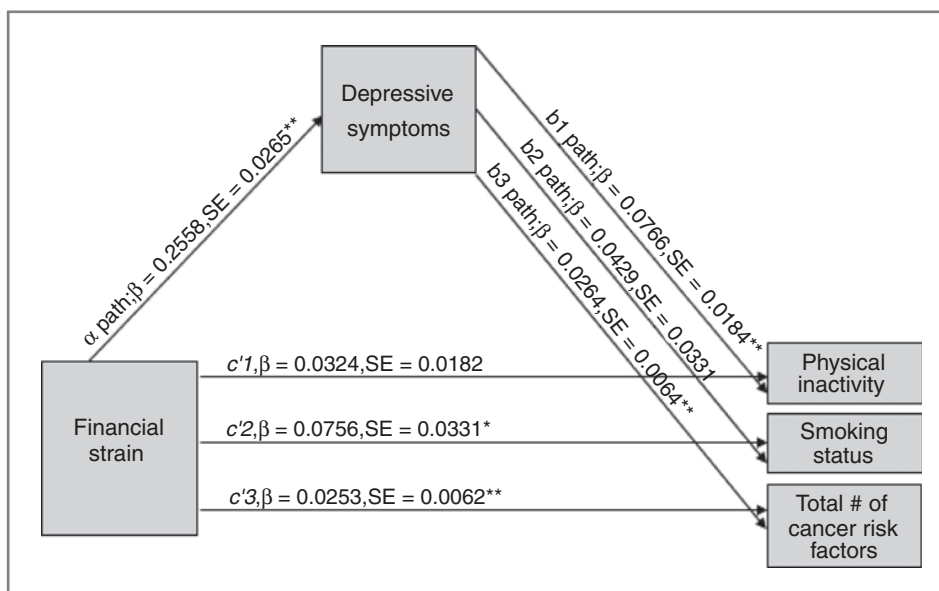 Depressive
symptoms
α path;β = 0.2558,SE = 0.0265**
b1 path;β = 0.0766,SE = 0.0184**
b2 path;β = 0.0429,SE = 0.0331
b3 path;β = 0.0264,SE = 0.0064**
Financial
strain
c'1,β = 0.0324,SE = 0.0182
c'2,β = 0.0756,SE = 0.0331*
c'3,β = 0.0253,SE = 0.0062**
Physical
inactivity
Smoking
status
Total # of
cancer risk
factors